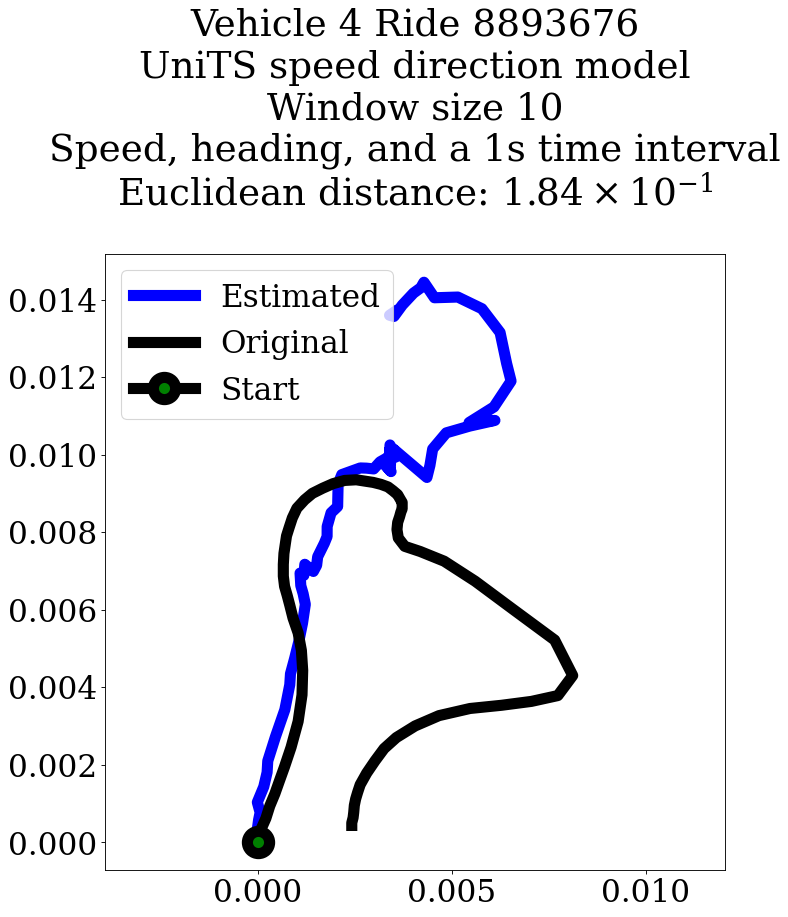 Vehicle 4 Ride 8893676
UniTS speed direction model
Window size 10
Speed, heading, and a 1s time interval
Euclidean distance: 1.84 × 10⁻¹
Estimated
Original
Start
0.014
0.012
0.010
0.008
0.006
0.004
0.002
0.000
0.000 0.005 0.010